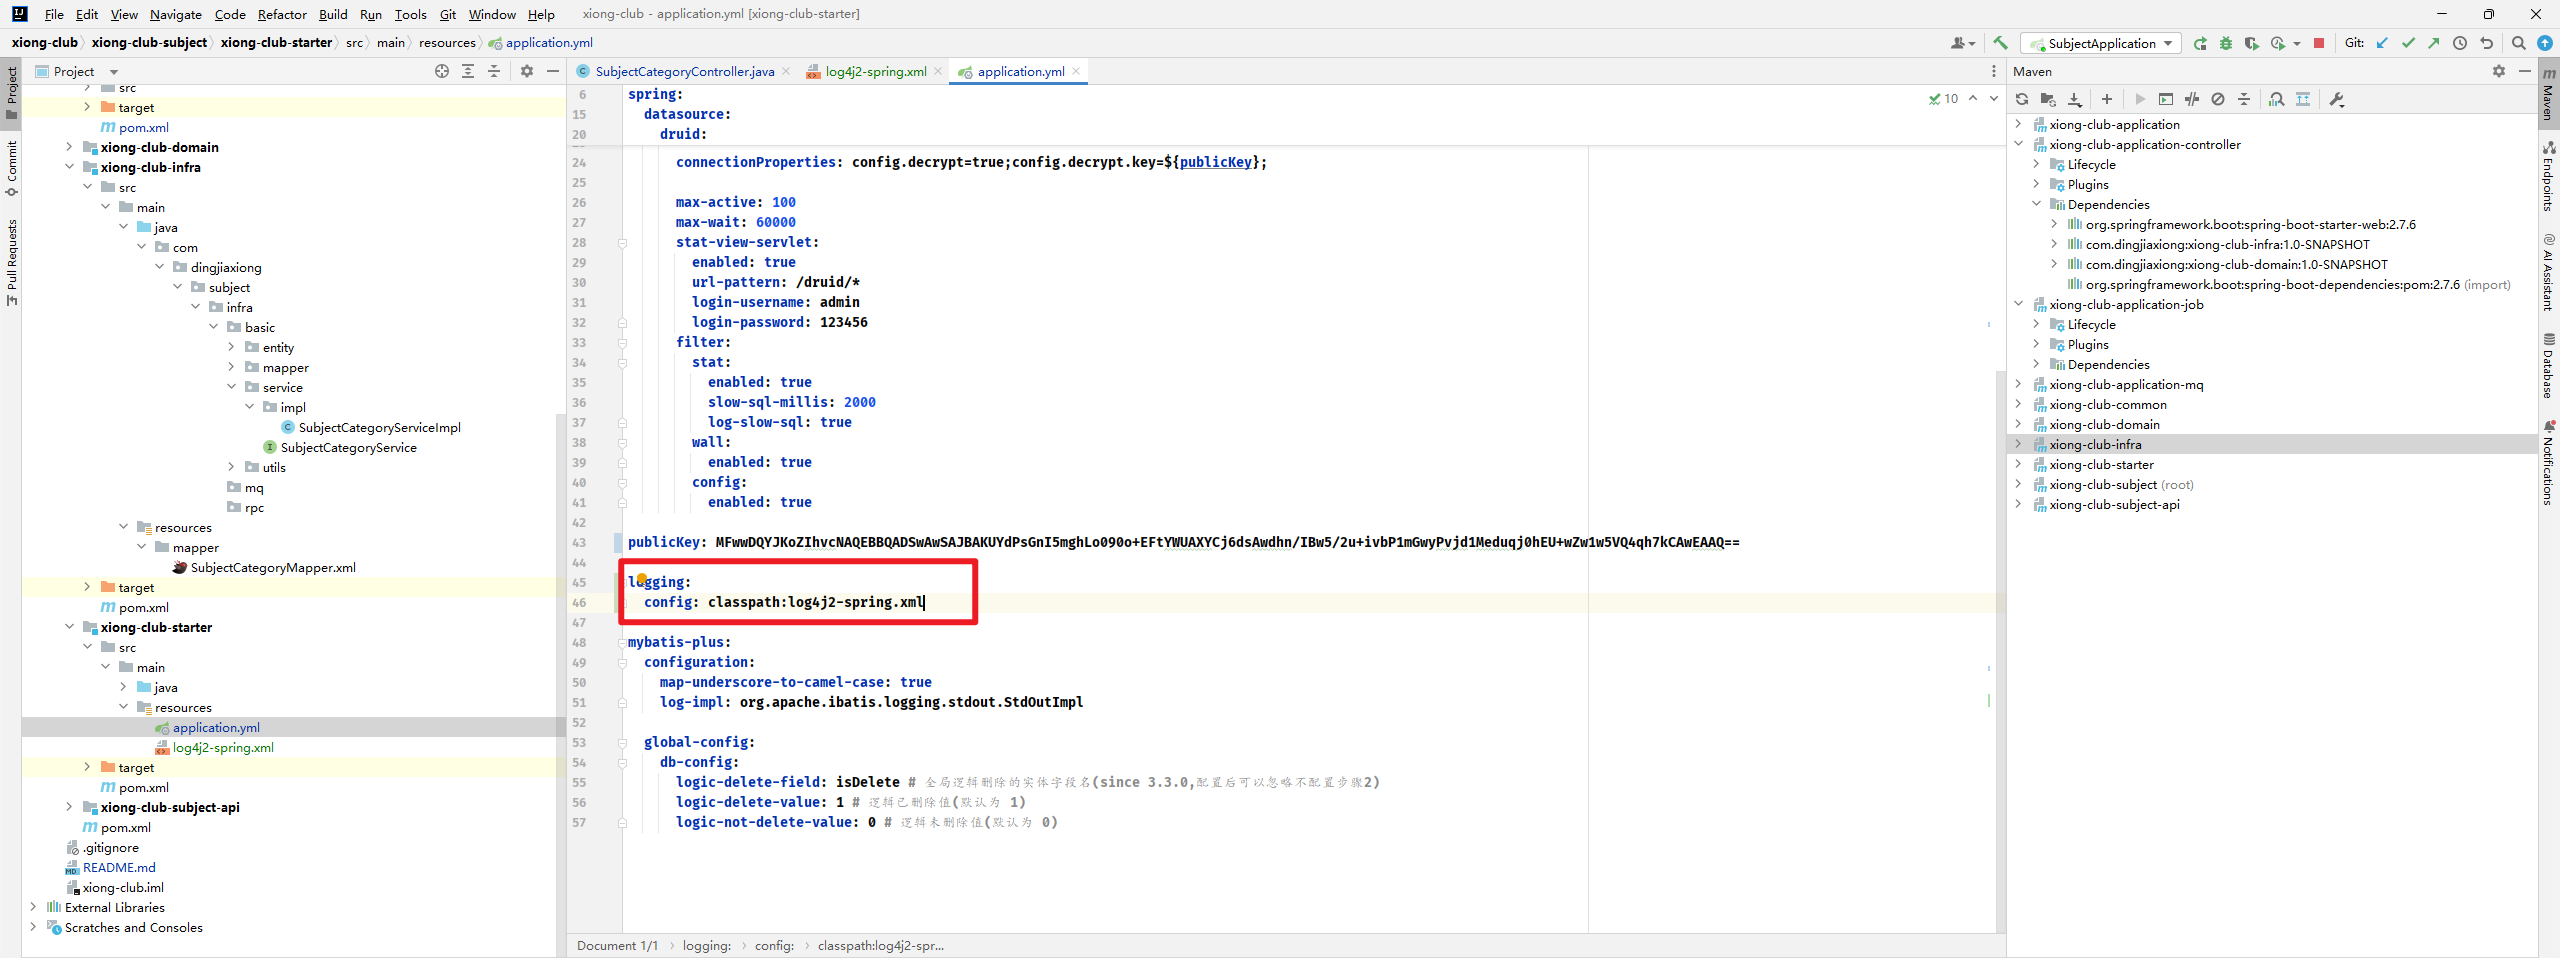 File Edit View Navigate Code Refactor Build Run Tools Git Window Help xiong-club - application.yml [xiong-club-starter]
xiong-club xiong-club-subject xiong-club-starter src main resources application.yml
SubjectApplication Git:
Project
SubjectCategoryController.java log4j2-spring.xml application.yml
Maven
Project
Commit
Pull Requests
src
target
pom.xml
xiong-club-domain
xiong-club-infra
src
main
java
com
dingjiaxiong
subject
infra
basic
entity
mapper
service
impl
SubjectCategoryServiceImpl
SubjectCategoryService
utils
mq
rpc
resources
mapper
SubjectCategoryMapper.xml
target
pom.xml
xiong-club-starter
src
main
java
resources
application.yml
log4j2-spring.xml
target
pom.xml
xiong-club-subject-api
pom.xml
.gitignore
README.md
xiong-club.iml
External Libraries
Scratches and Consoles
10
6 spring:
15 datasource:
20 druid:
24 connectionProperties: config.decrypt=true;config.decrypt.key=${publicKey};
25
26 max-active: 100
27 max-wait: 60000
28 stat-view-servlet:
29 enabled: true
30 url-pattern: /druid/*
31 login-username: admin
32 login-password: 123456
33 filter:
34 stat:
35 enabled: true
36 slow-sql-millis: 2000
37 log-slow-sql: true
38 wall:
39 enabled: true
40 config:
41 enabled: true
42
43 publicKey: MFwwDQYJKoZIhvcNAQEBBQADSwAwSAJBAKUYdPsGnI5mghLo090o+EFtYWUAXYCj6dsAwdhn/IBw5/2u+ivbP1mGwyPvjd1Meduqj0hEU+wZw1w5VQ4qh7kCAwEAAQ==
44
45 logging:
46 config: classpath:log4j2-spring.xml
47
48 mybatis-plus:
49 configuration:
50 map-underscore-to-camel-case: true
51 log-impl: org.apache.ibatis.logging.stdout.StdOutImpl
52
53 global-config:
54 db-config:
55 logic-delete-field: isDelete # 全局逻辑删除的实体字段名(since 3.3.0,配置后可以忽略不配置步骤2)
56 logic-delete-value: 1 # 逻辑已删除值(默认为 1)
57 logic-not-delete-value: 0 # 逻辑未删除值(默认为 0)
Document 1/1 logging: config: classpath:log4j2-spr...
xiong-club-application
xiong-club-application-controller
Lifecycle
Plugins
Dependencies
org.springframework.boot:spring-boot-starter-web:2.7.6
com.dingjiaxiong:xiong-club-infra:1.0-SNAPSHOT
com.dingjiaxiong:xiong-club-domain:1.0-SNAPSHOT
org.springframework.boot:spring-boot-dependencies:pom:2.7.6 (import)
xiong-club-application-job
Lifecycle
Plugins
Dependencies
xiong-club-application-mq
xiong-club-common
xiong-club-domain
xiong-club-infra
xiong-club-starter
xiong-club-subject (root)
xiong-club-subject-api
Maven
Endpoints
AI Assistant
Database
Notifications